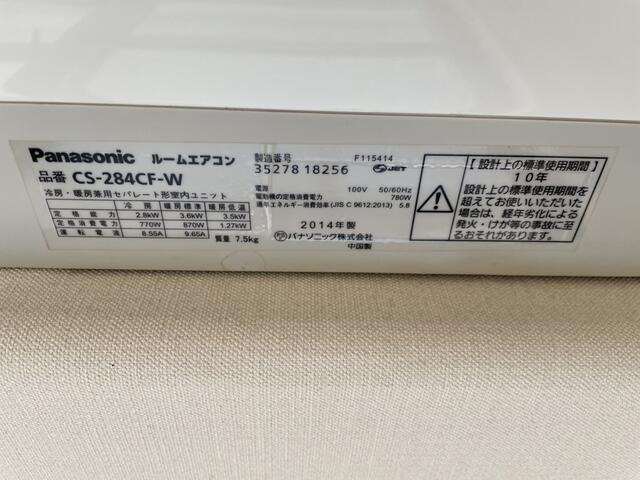 Panasonic ルームエアコン
品番 CS-284CF-W
冷房・暖房兼用セパレート形室内ユニット
冷房 暖房標準 暖房低温
定格能力 2.8kW 3.6kW 3.5kW
定格消費電力 770W 870W 1.27kW
運転電流 8.55A 9.65A
質量 7.5kg
製造番号 F115414
35278 18256 JET
電源 100V 50/60Hz
電動機の定格消費電力 780W
通年エネルギー消費効率(JIS C 9612:2013) 5.8
2014年製
PS パナソニック株式会社
中国製
【設計上の標準使用期間】
10年
設計上の標準使用期間を
超えてお使いいただいた
場合は、経年劣化による
発火・けが等の事故に至
るおそれがあります。